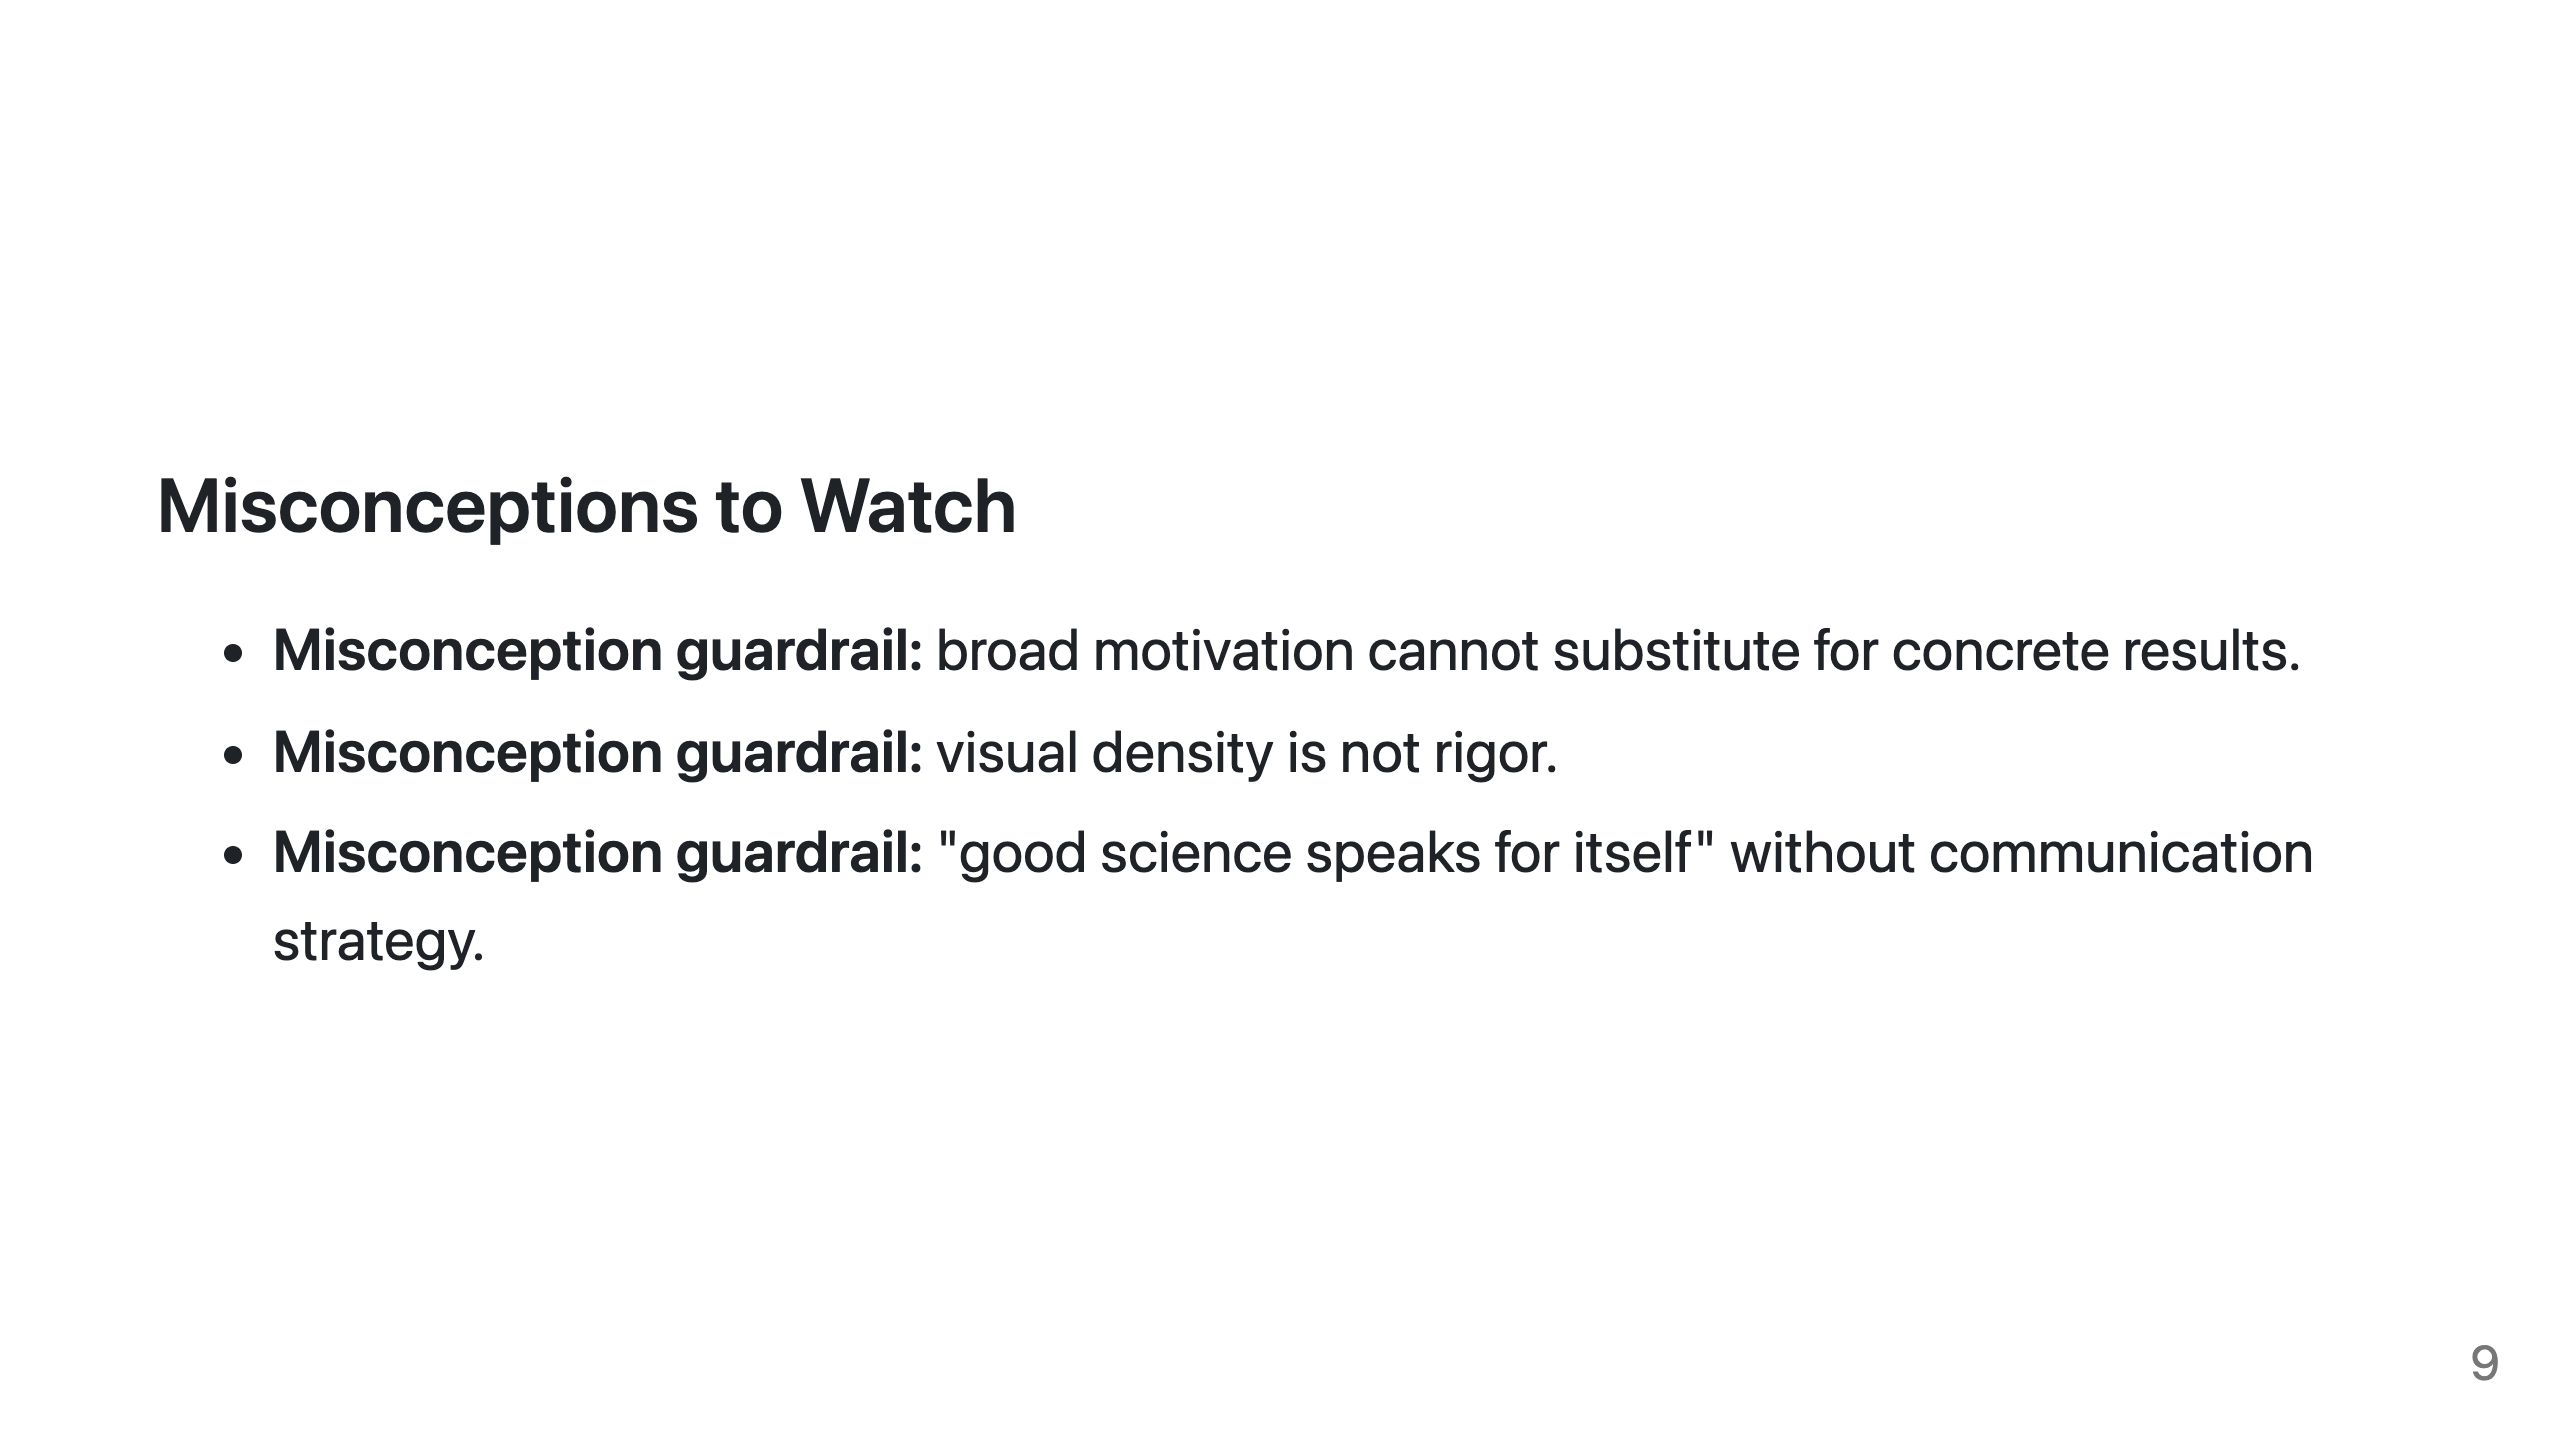 Misconceptions to Watch
• Misconception guardrail: broad motivation cannot substitute for concrete results.
• Misconception guardrail: visual density is not rigor.
• Misconception guardrail: "good science speaks for itself" without communication
strategy.
9